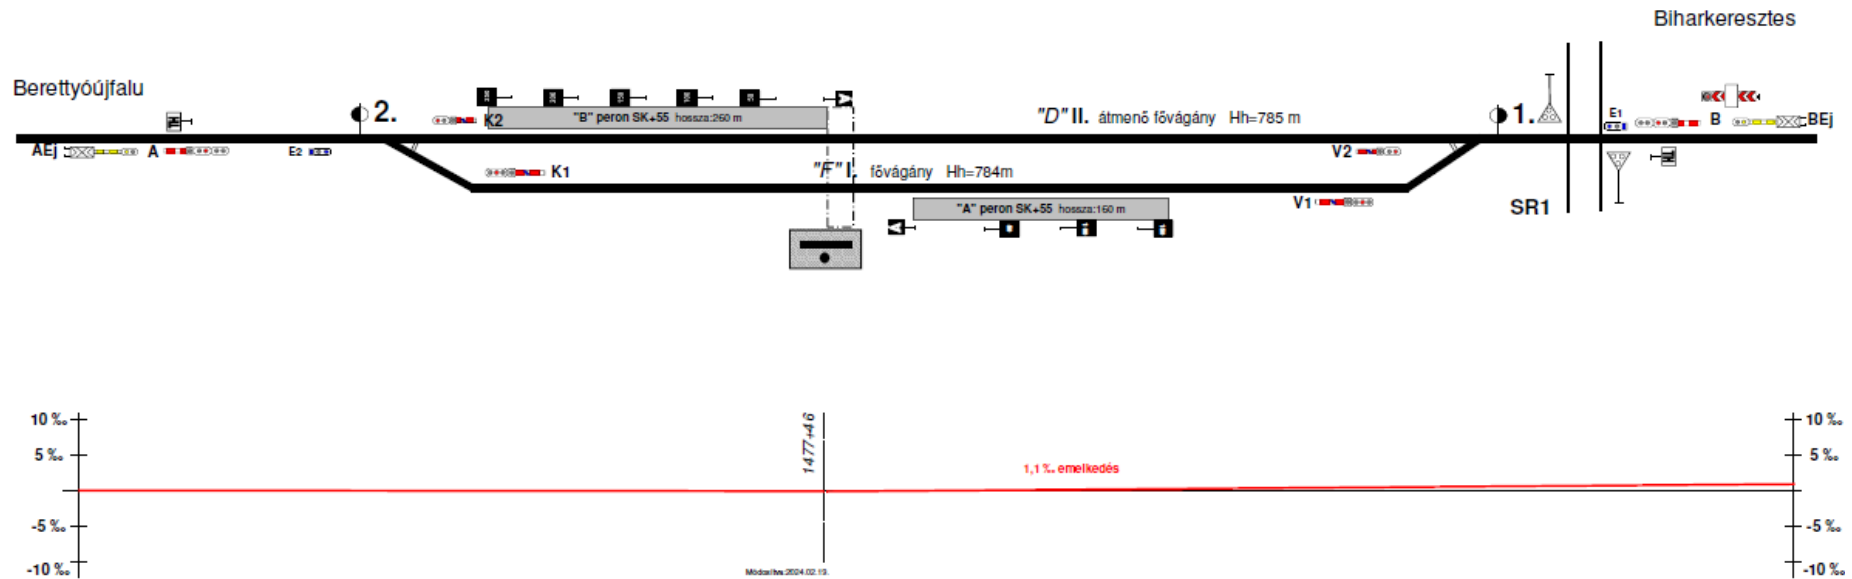 Biharkeresztes
Berettyóújfalu
2.
K2
"B" peron SK+55 hossza:260 m
"D" II. átmenő fővágány Hh=785 m
1.
E1
B
BEj
AEj
A
E2
K1
"F" I. fővágány Hh=784m
V2
V1
"A" peron SK+55 hossza:160 m
SR1
10 ‰
5 ‰
-5 ‰
-10 ‰
1477+46
1,1 ‰ emelkedés
10 ‰
5 ‰
-5 ‰
-10 ‰
Módosítva:2024.02.19.